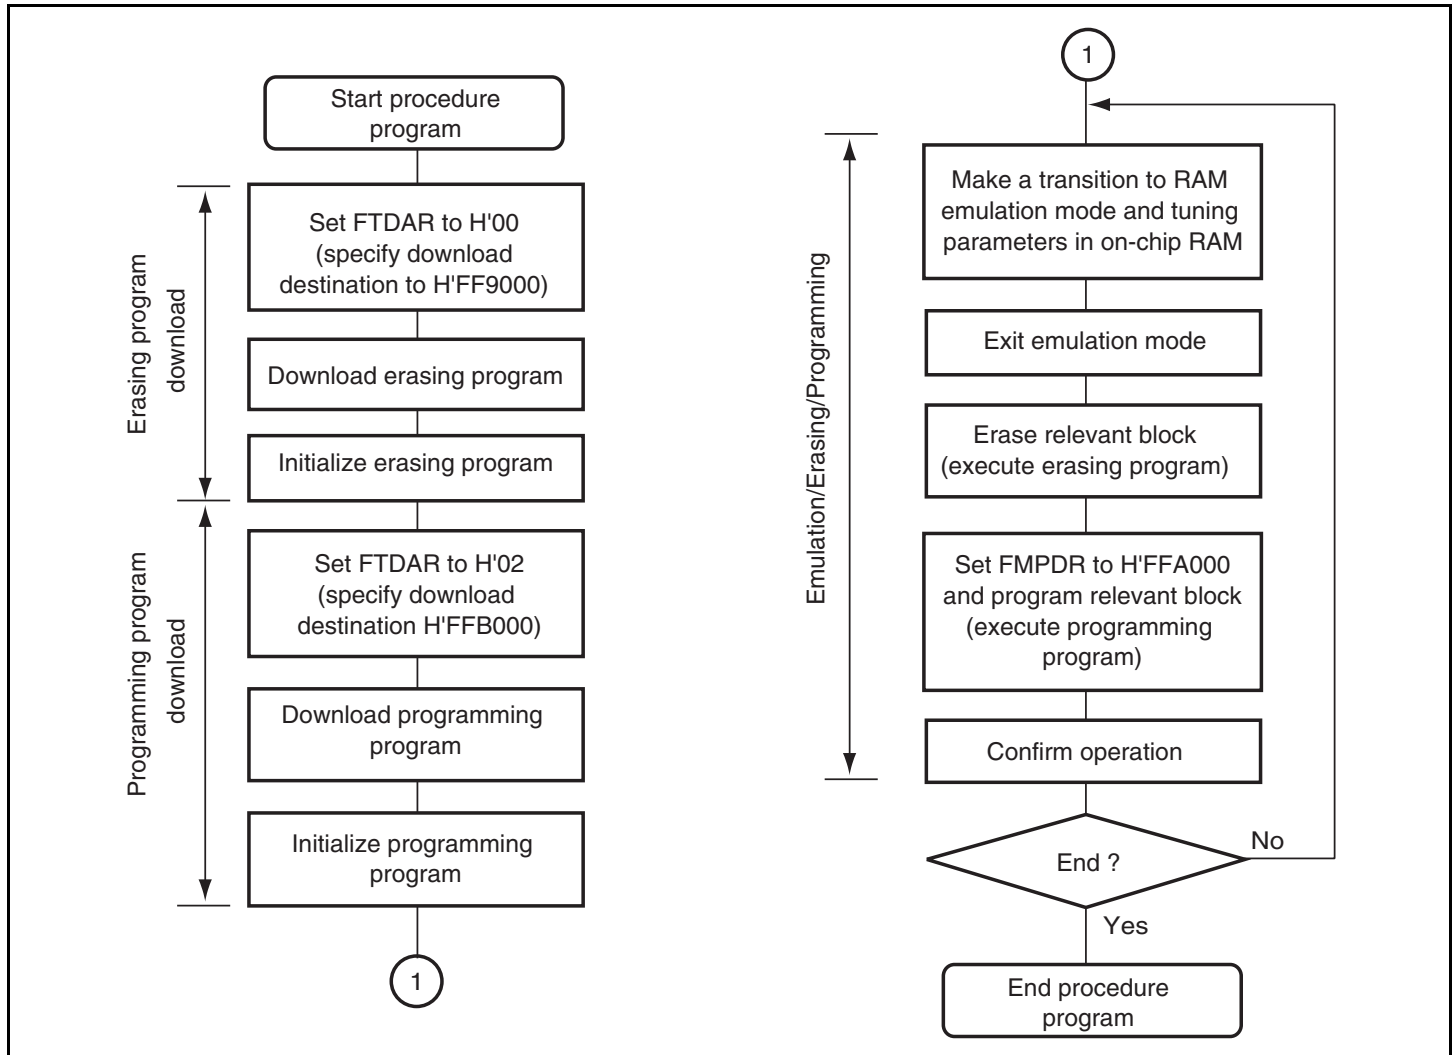 Start procedure
program
Erasing program
download
Set FTDAR to H'00
(specify download
destination to H'FF9000)
Download erasing program
Initialize erasing program
Programming program
download
Set FTDAR to H'02
(specify download
destination H'FFB000)
Download programming
program
Initialize programming
program
1
1
Emulation/Erasing/Programming
Make a transition to RAM
emulation mode and tuning
parameters in on-chip RAM
Exit emulation mode
Erase relevant block
(execute erasing program)
Set FMPDR to H'FFA000
and program relevant block
(execute programming
program)
Confirm operation
End ?
No
Yes
End procedure
program